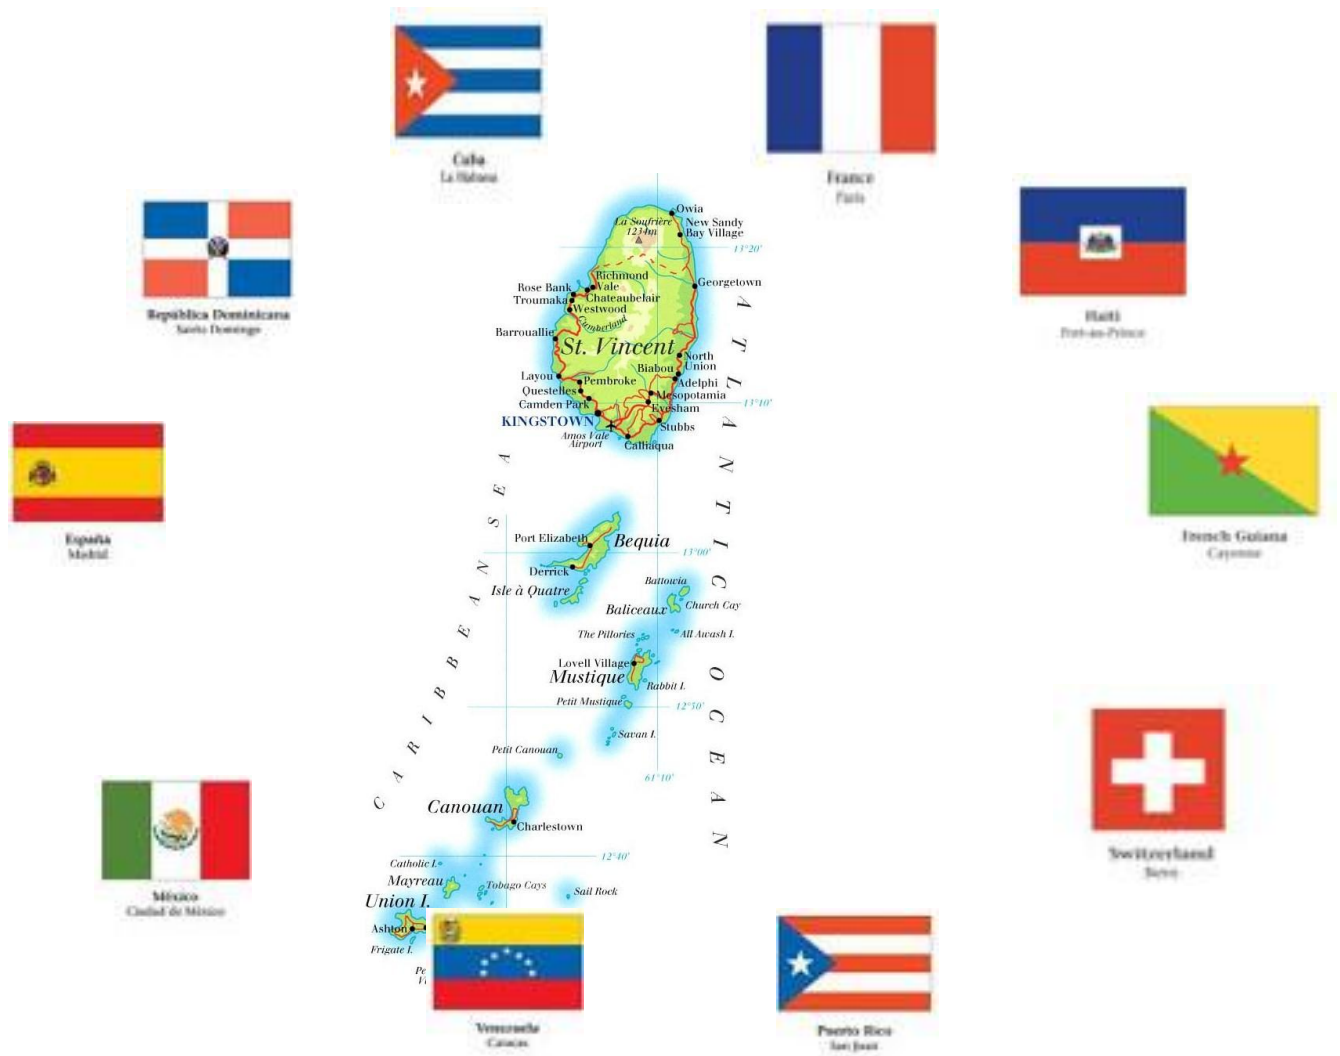 Cuba
La Habana
France
Paris
República Dominicana
Santo Domingo
Haiti
Port-au-Prince
España
Madrid
French Guiana
Cayenne
México
Ciudad de México
Switzerland
Venezuela
Caracas
Puerto Rico
San Juan
Owia
La Soufrière
1234m
New Sandy
Bay Village
13°20'
Richmond
Vale
Rose Bank
Chateaubelair
Georgetown
Troumaka
Westwood
Cumberland
Barrouallie
St. Vincent
North
Union
Biabou
Layou
Pembroke
Adelphi
Questelles
Mesopotamia
Camden Park
Evesham
13°10'
KINGSTOWN
Stubbs
Amos Vale
Airport
Calliaqua
CARIBBEAN SEA
ATLANTIC OCEAN
Port Elizabeth
Bequia
13°00'
Derrick
Isle à Quatre
Battowia
Baliceaux
Church Cay
The Pillories
All Awash I.
Lovell Village
Mustique
Rabbit I.
Petit Mustique
12°50'
Savan I.
Petit Canouan
61°10'
Canouan
Charlestown
12°40'
Catholic I.
Mayreau
Tobago Cays
Sail Rock
Union I.
Ashton
Frigate I.